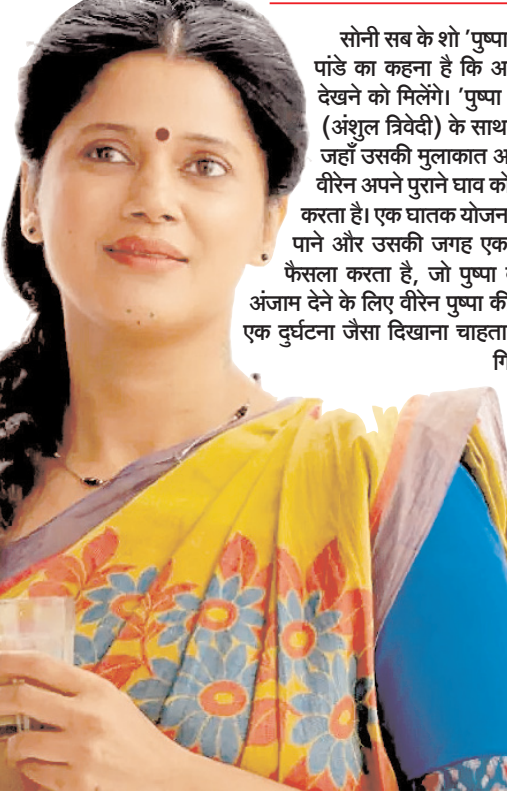 सोनी सब के शो 'पुष्पा
पांडे का कहना है कि अ
देखने को मिलेंगे। 'पुष्पा
(अंशुल त्रिवेदी) के साथ
जहाँ उसकी मुलाकात अ
वीरेन अपने पुराने घाव को
करता है। एक घातक योजन
पाने और उसकी जगह एक
फैसला करता है, जो पुष्पा
अंजाम देने के लिए वीरेन पुष्पा की
एक दुर्घटना जैसा दिखाना चाहता
गि